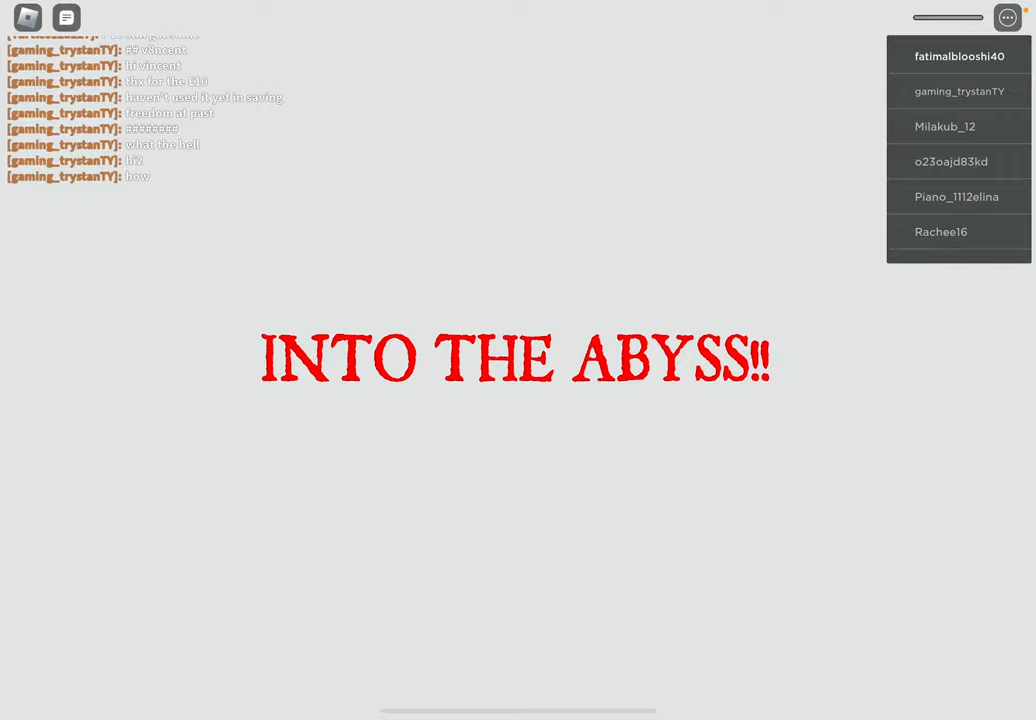 [gaming_trystanTY]: ## v8ncent
[gaming_trystanTY]: hi vincent
[gaming_trystanTY]: thx for the £10
[gaming_trystanTY]: haven't used it yet in saving
[gaming_trystanTY]: freedom at past
[gaming_trystanTY]: ########
[gaming_trystanTY]: what the hell
[gaming_trystanTY]: hi2
[gaming_trystanTY]: how
fatimalblooshi40
gaming_trystanTY
Milakub_12
o23oajd83kd
Piano_1112elina
Rachee16
INTO THE ABYSS!!